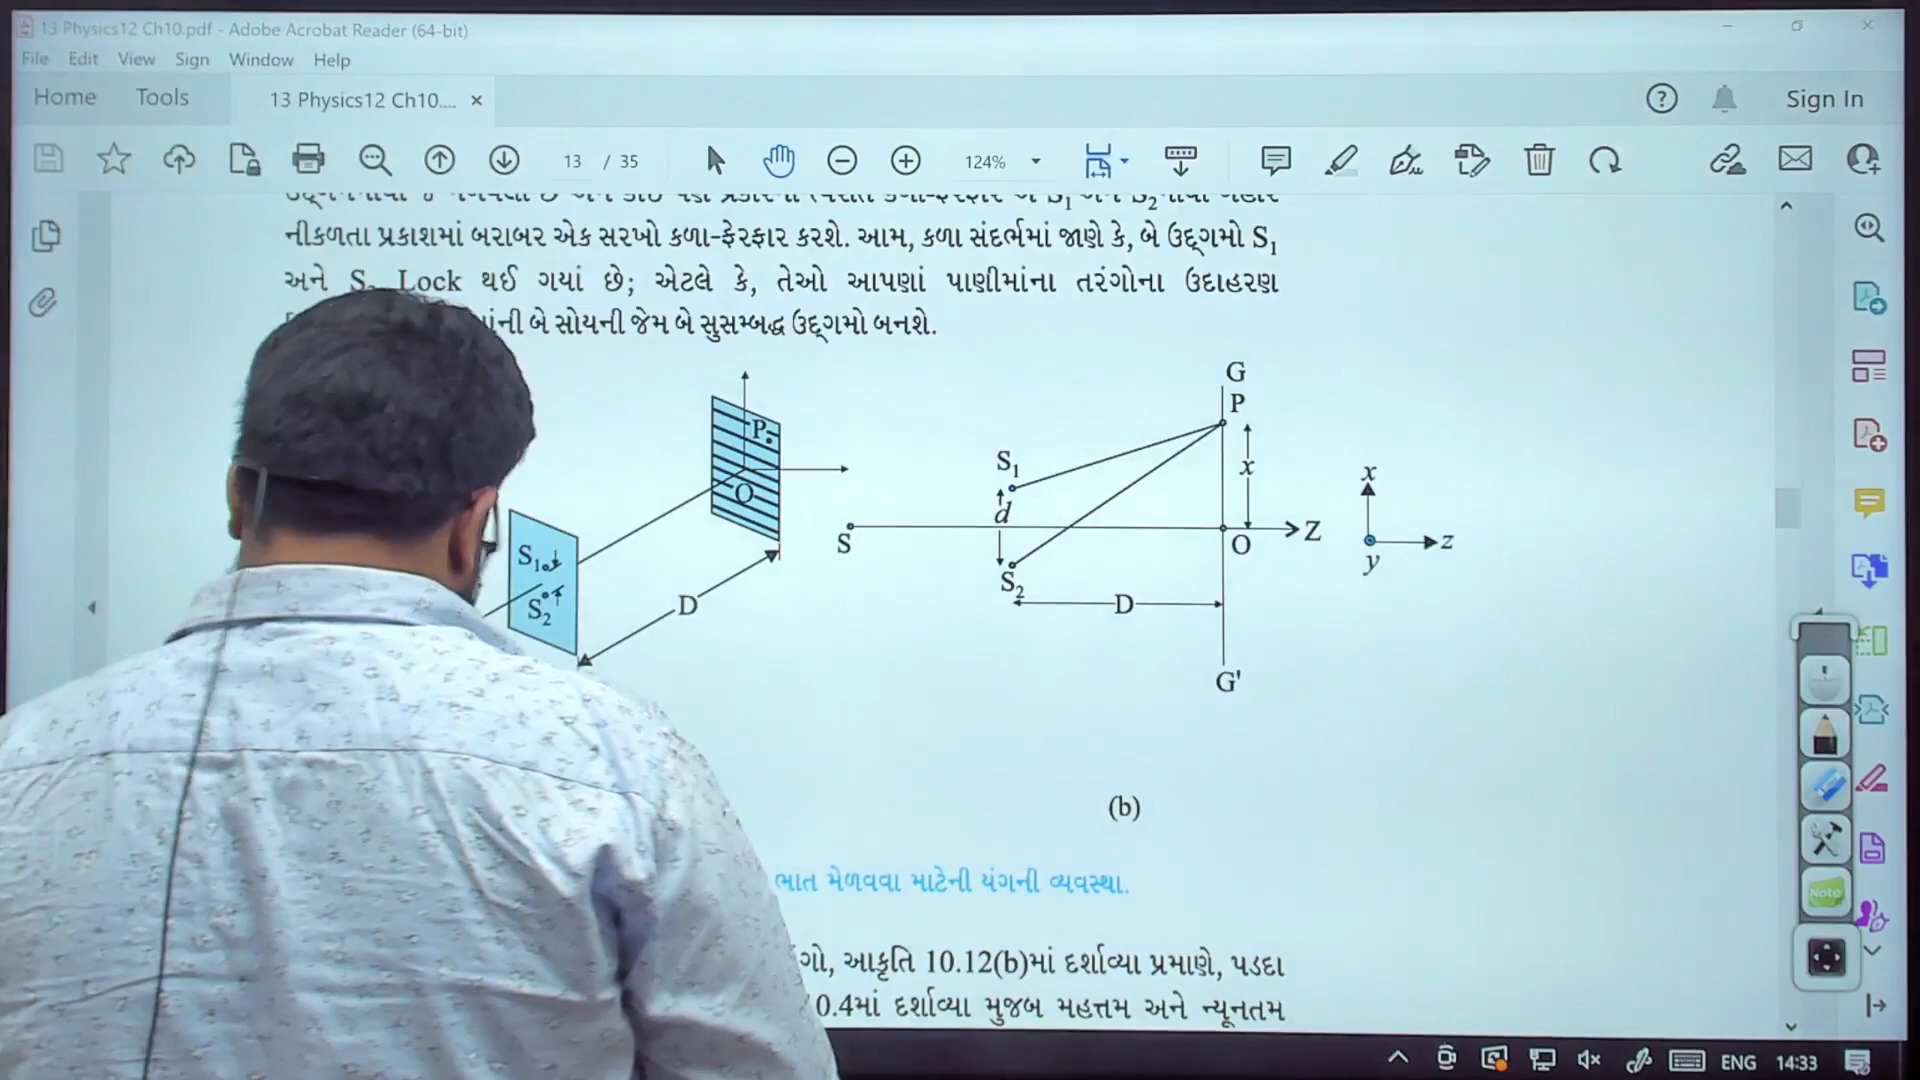 13 Physics12 Ch10.pdf - Adobe Acrobat Reader (64-bit)
File Edit View Sign Window Help
Home Tools 13 Physics12 Ch10.... × Sign In
13 / 35 124%
નીકળતા પ્રકાશમાં બરાબર એક સરખો કળા-ફેરફાર કરશે. આમ, કળા સંદર્ભમાં જાણે કે, બે ઉદ્ગમો S1
અને S2 Lock થઈ ગયાં છે; એટલે કે, તેઓ આપણાં પાણીમાંના તરંગોના ઉદાહરણ
બે સોયની જેમ બે સુસમ્બદ્ધ ઉદ્ગમો બનશે.
G
P
P
S1
x
x
O
d
S
Z
z
S1
O
y
S2
S2
D
D
G'
(b)
ભાત મેળવવા માટેની યંગની વ્યવસ્થા.
આકૃતિ 10.12(b)માં દર્શાવ્યા પ્રમાણે, પડદા
0.4માં દર્શાવ્યા મુજબ મહત્તમ અને ન્યૂનતમ
Note
ENG 14:33